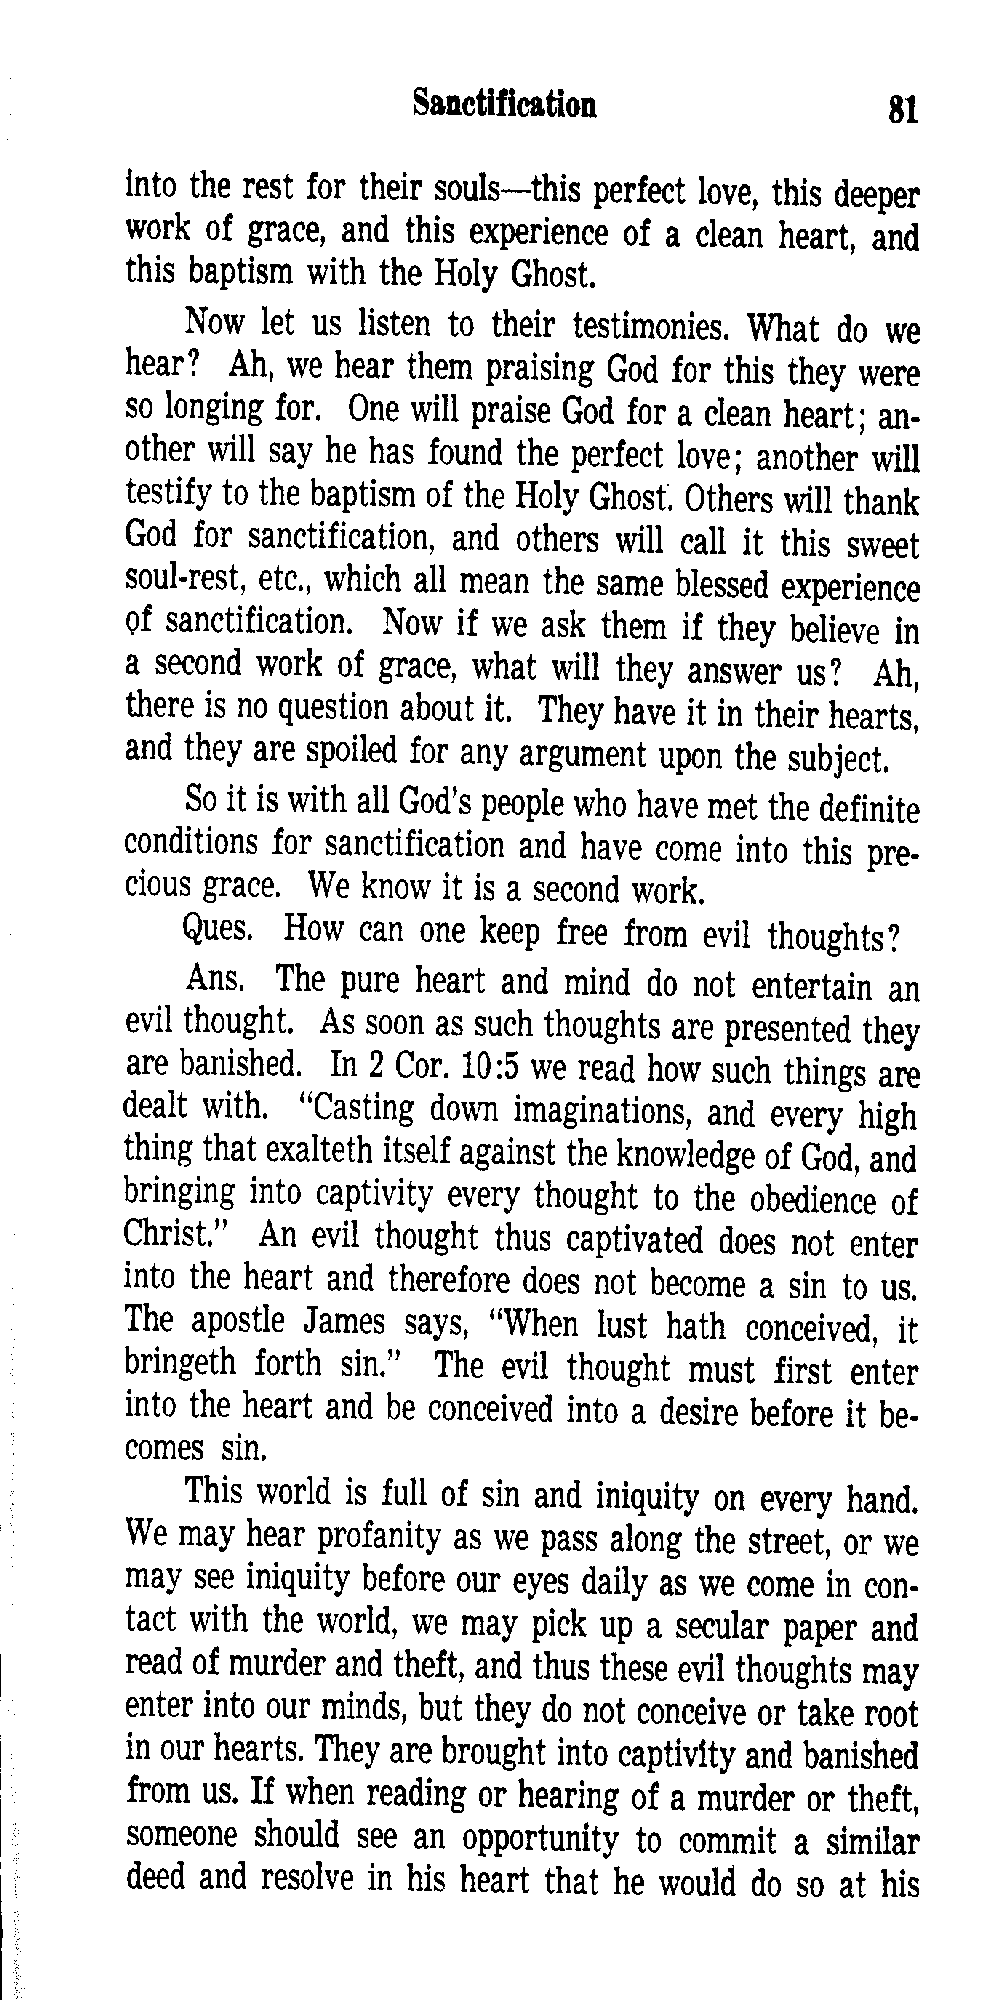 Sanctification 81
into the rest for their souls—this perfect love, this deeper
work of grace, and this experience of a clean heart, and
this baptism with the Holy Ghost.
Now let us listen to their testimonies. What do we
hear? Ah, we hear them praising God for this they were
so longing for. One will praise God for a clean heart; an-
other will say he has found the perfect love; another will
testify to the baptism of the Holy Ghost. Others will thank
God for sanctification, and others will call it this sweet
soul-rest, etc., which all mean the same blessed experience
of sanctification. Now if we ask them if they believe in
a second work of grace, what will they answer us? Ah,
there is no question about it. They have it in their hearts,
and they are spoiled for any argument upon the subject.
So it is with all God's people who have met the definite
conditions for sanctification and have come into this pre-
cious grace. We know it is a second work.
Ques. How can one keep free from evil thoughts?
Ans. The pure heart and mind do not entertain an
evil thought. As soon as such thoughts are presented they
are banished. In 2 Cor. 10:5 we read how such things are
dealt with. "Casting down imaginations, and every high
thing that exalteth itself against the knowledge of God, and
bringing into captivity every thought to the obedience of
Christ." An evil thought thus captivated does not enter
into the heart and therefore does not become a sin to us.
The apostle James says, "When lust hath conceived, it
bringeth forth sin." The evil thought must first enter
into the heart and be conceived into a desire before it be-
comes sin.
This world is full of sin and iniquity on every hand.
We may hear profanity as we pass along the street, or we
may see iniquity before our eyes daily as we come in con-
tact with the world, we may pick up a secular paper and
read of murder and theft, and thus these evil thoughts may
enter into our minds, but they do not conceive or take root
in our hearts. They are brought into captivity and banished
from us. If when reading or hearing of a murder or theft,
someone should see an opportunity to commit a similar
deed and resolve in his heart that he would do so at his